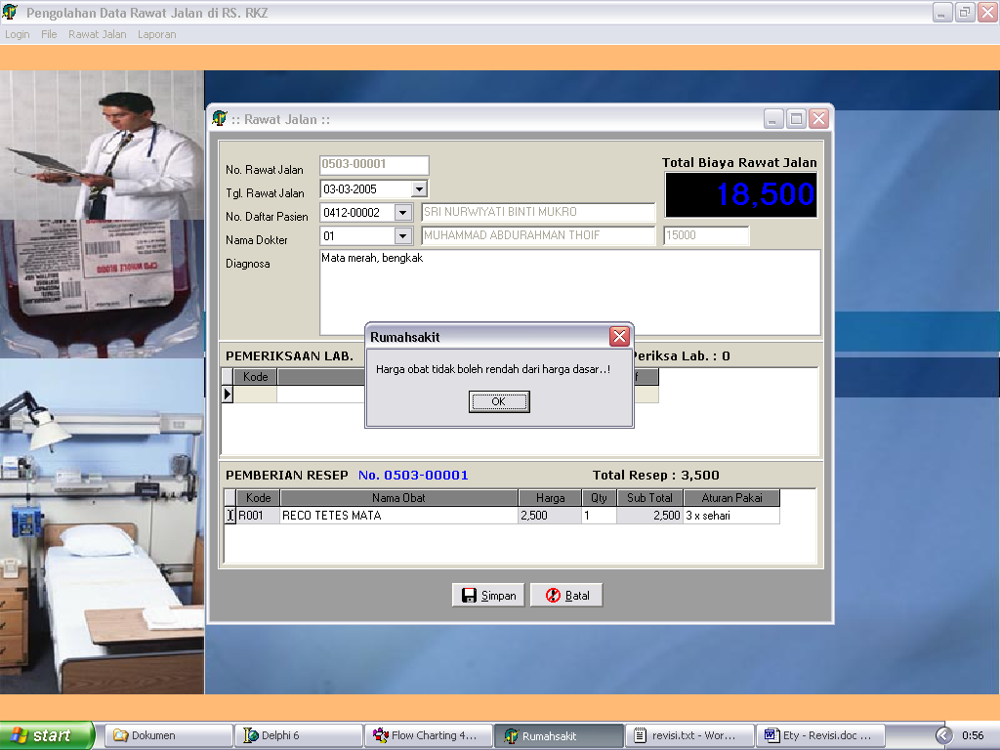 Pengolahan Data Rawat Jalan di RS. RKZ
Login File Rawat Jalan Laporan
:: Rawat Jalan ::
No. Rawat Jalan 0503-00001
Total Biaya Rawat Jalan
18,500
Tgl. Rawat Jalan 03-03-2005
No. Daftar Pasien 0412-00002 SRI NURWIYATI BINTI MUKRO
Nama Dokter 01 MUHAMMAD ABDURAHMAN THOIF 15000
Diagnosa Mata merah, bengkak
Rumahsakit
Harga obat tidak boleh rendah dari harga dasar..!
OK
PEMERIKSAAN LAB. Periksa Lab. : 0
Kode
PEMBERIAN RESEP No. 0503-00001 Total Resep : 3,500
Kode Nama Obat Harga Qty Sub Total Aturan Pakai
R001 RECO TETES MATA 2,500 1 2,500 3 x sehari
Simpan Batal
CPD WHOLE BLOOD
start Dokumen Delphi 6 Flow Charting 4... Rumahsakit revisi.txt - Wor... Ety - Revisi.doc ... 0:56